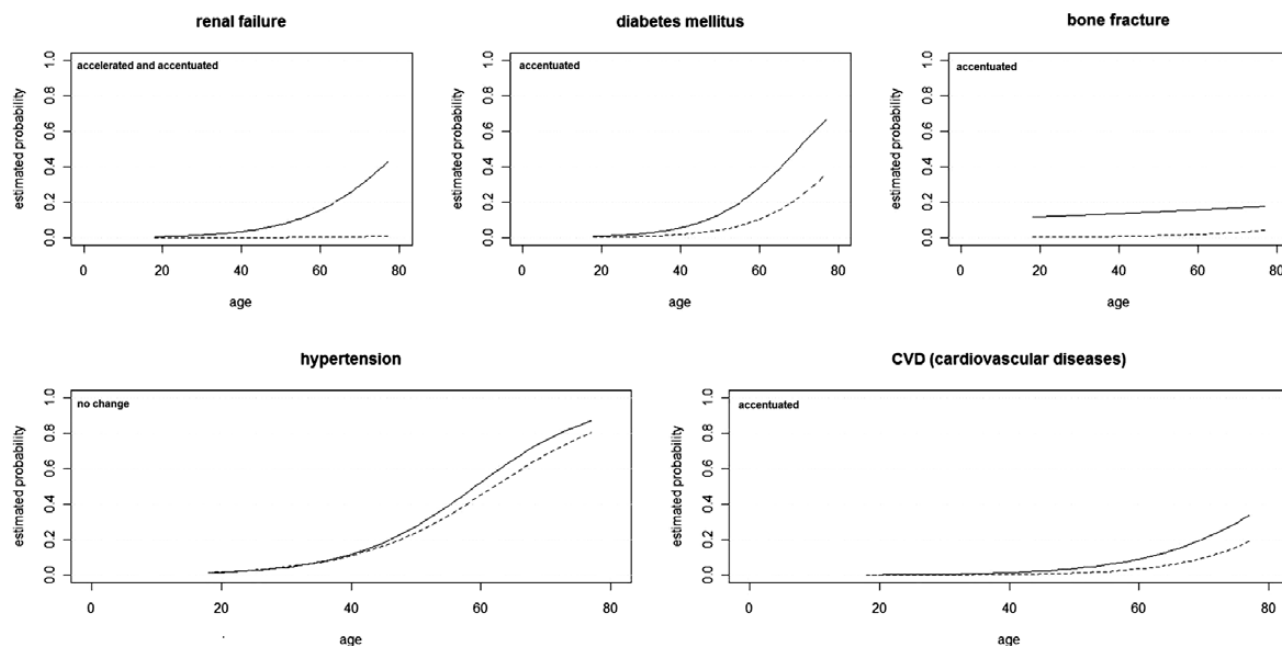 renal failure
accelerated and accentuated
estimated probability
0.0 0.2 0.4 0.6 0.8 1.0
0 20 40 60 80
age
diabetes mellitus
accentuated
estimated probability
0.0 0.2 0.4 0.6 0.8 1.0
0 20 40 60 80
age
bone fracture
accentuated
estimated probability
0.0 0.2 0.4 0.6 0.8 1.0
0 20 40 60 80
age
hypertension
no change
estimated probability
0.0 0.2 0.4 0.6 0.8 1.0
0 20 40 60 80
age
CVD (cardiovascular diseases)
accentuated
estimated probability
0.0 0.2 0.4 0.6 0.8 1.0
0 20 40 60 80
age